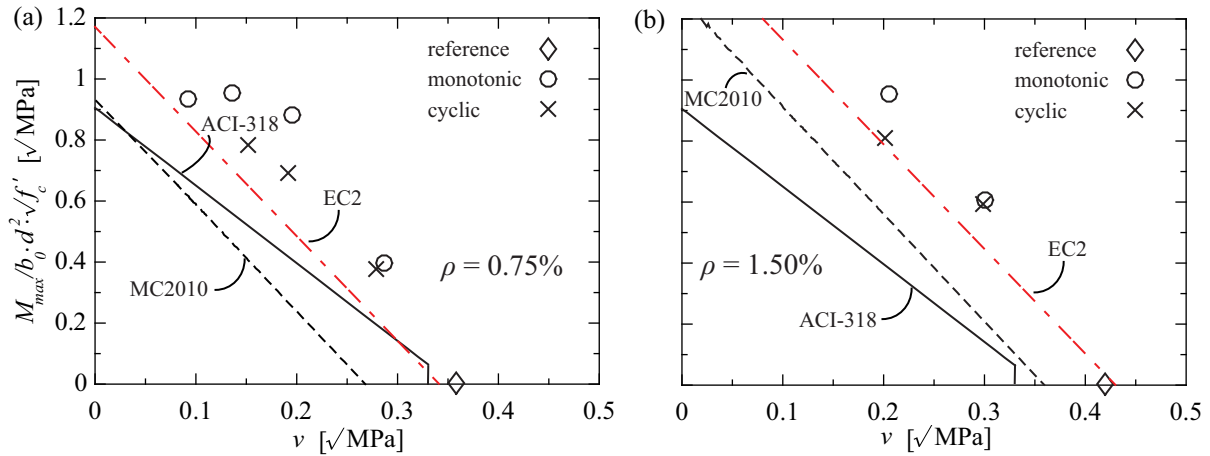 (a)
1.2
1
0.8
0.6
0.4
0.2
0
M_max/b_0·d^2·√f_c' [√MPa]
reference
monotonic
cyclic
ACI-318
EC2
MC2010
ρ = 0.75%
0 0.1 0.2 0.3 0.4 0.5
v [√MPa]
(b)
reference
monotonic
cyclic
MC2010
EC2
ρ = 1.50%
ACI-318
0 0.1 0.2 0.3 0.4 0.5
v [√MPa]